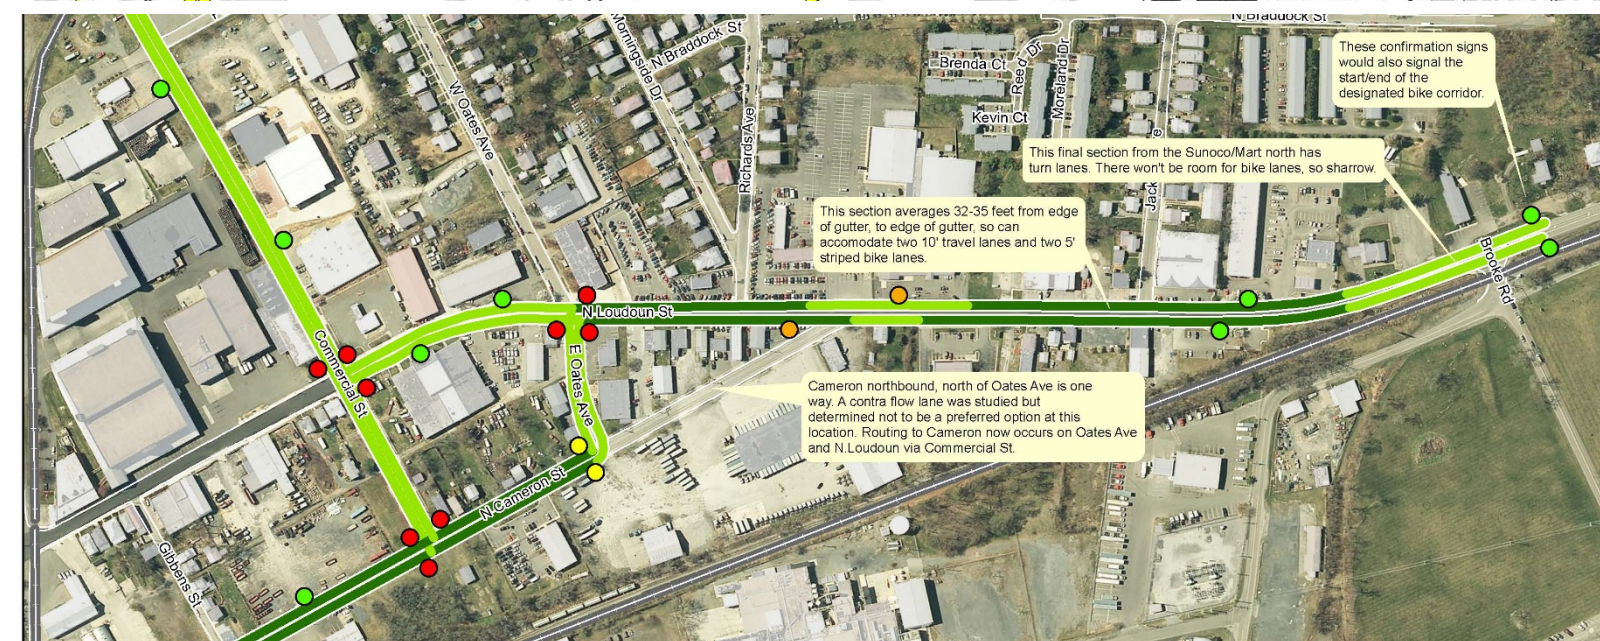 N Braddock St
These confirmation signs
would also signal the
start/end of the
designated bike corridor.
Morningside Dr
N Braddock St
W Oates Ave
Brenda Ct
Reed Dr
Moreland Dr
Kevin Ct
Richards Ave
This final section from the Sunoco/Mart north has
turn lanes. There won't be room for bike lanes, so sharrow.
This section averages 32-35 feet from edge
of gutter, to edge of gutter, so can
accomodate two 10' travel lanes and two 5'
striped bike lanes.
Brooke Rd
N Loudoun St
Commercial St
E Oates Ave
Cameron northbound, north of Oates Ave is one
way. A contra flow lane was studied but
determined not to be a preferred option at this
location. Routing to Cameron now occurs on Oates Ave
and N.Loudoun via Commercial St.
N Cameron St
Gibbens St